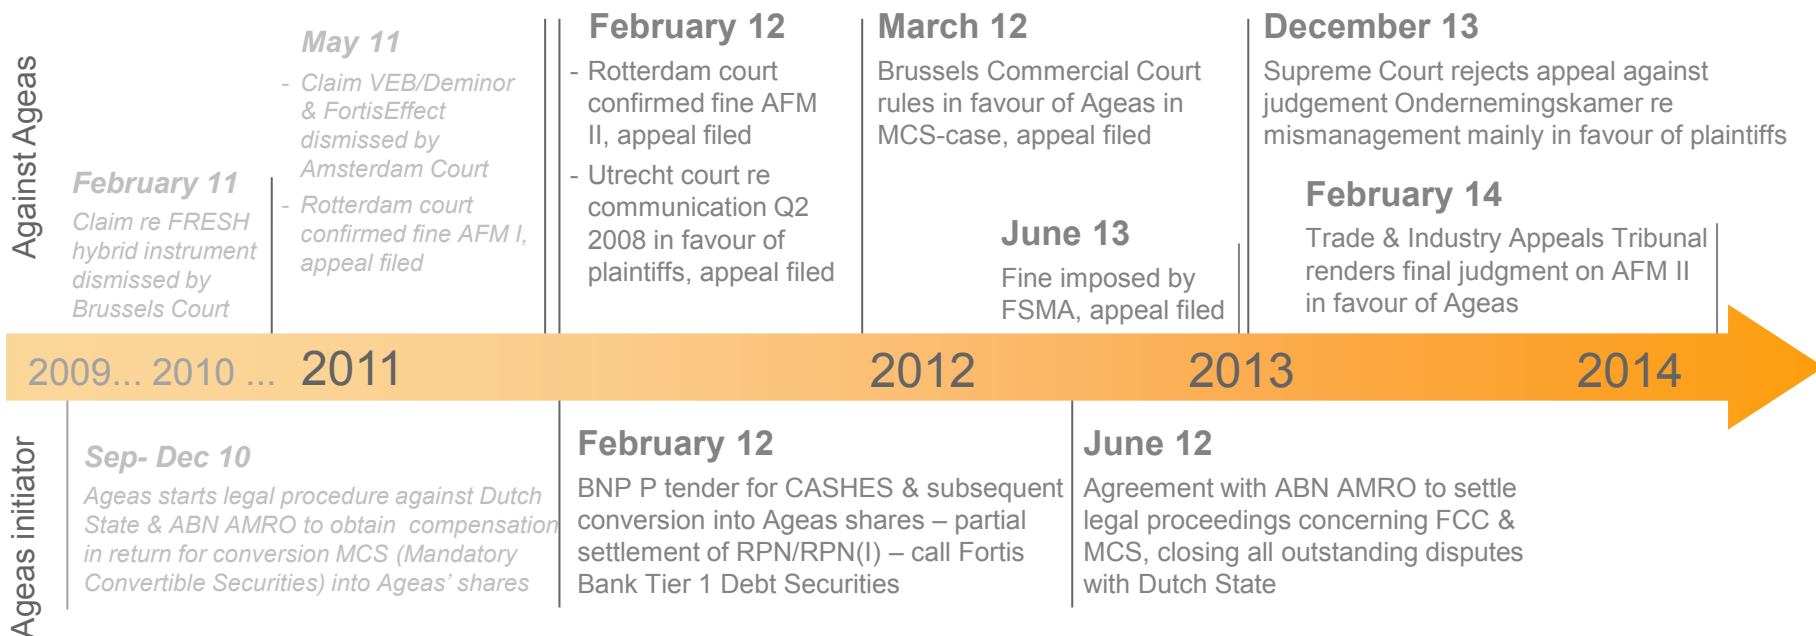 Against Ageas
February 11
Claim re FRESH
hybrid instrument
dismissed by
Brussels Court
May 11
- Claim VEB/Deminor
& FortisEffect
dismissed by
Amsterdam Court
- Rotterdam court
confirmed fine AFM I,
appeal filed
February 12
- Rotterdam court
confirmed fine AFM
II, appeal filed
- Utrecht court re
communication Q2
2008 in favour of
plaintiffs, appeal filed
March 12
Brussels Commercial Court
rules in favour of Ageas in
MCS-case, appeal filed
June 13
Fine imposed by
FSMA, appeal filed
December 13
Supreme Court rejects appeal against
judgement Ondernemingskamer re
mismanagement mainly in favour of plaintiffs
February 14
Trade & Industry Appeals Tribunal
renders final judgment on AFM II
in favour of Ageas
2009... 2010 ... 2011 2012 2013 2014
Ageas initiator
Sep- Dec 10
Ageas starts legal procedure against Dutch
State & ABN AMRO to obtain compensation
in return for conversion MCS (Mandatory
Convertible Securities) into Ageas' shares
February 12
BNP P tender for CASHES & subsequent
conversion into Ageas shares – partial
settlement of RPN/RPN(I) – call Fortis
Bank Tier 1 Debt Securities
June 12
Agreement with ABN AMRO to settle
legal proceedings concerning FCC &
MCS, closing all outstanding disputes
with Dutch State